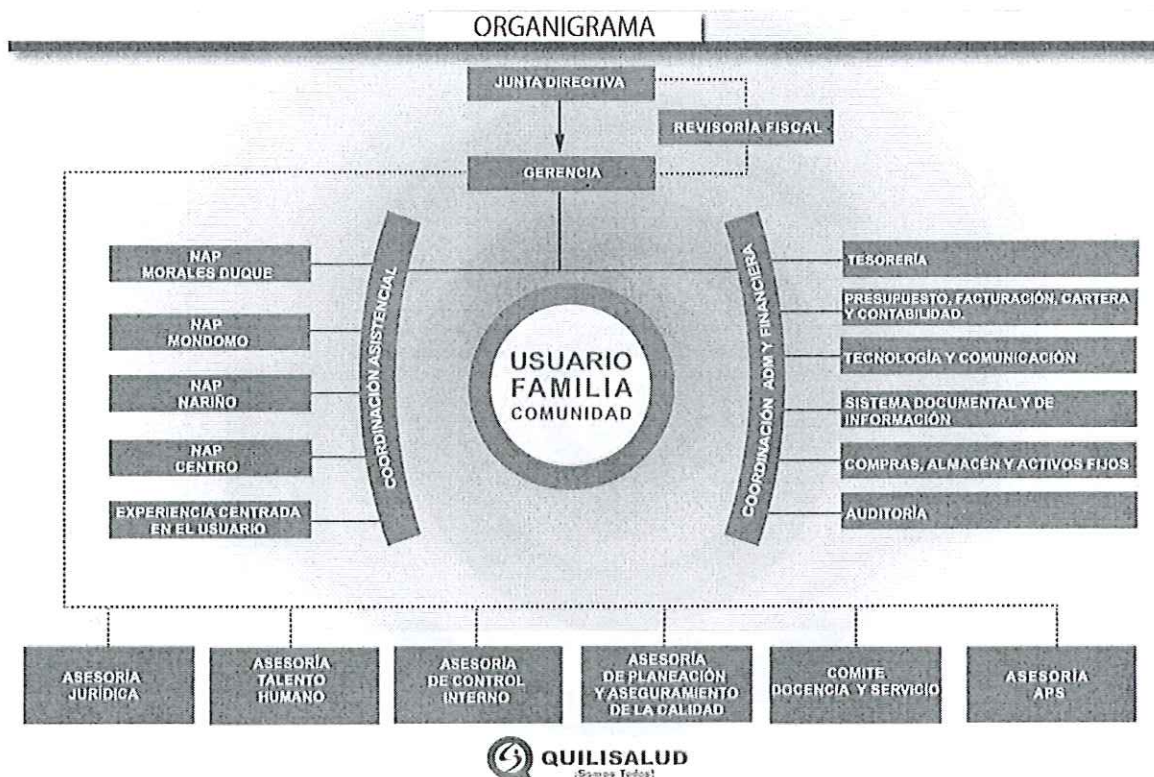 ORGANIGRAMA
JUNTA DIRECTIVA
REVISORÍA FISCAL
GERENCIA
NAP
MORALES DUQUE
NAP
MONDOMO
NAP
NARIÑO
NAP
CENTRO
EXPERIENCIA CENTRADA
EN EL USUARIO
COORDINACIÓN ASISTENCIAL
USUARIO
FAMILIA
COMUNIDAD
COORDINACIÓN ADM Y FINANCIERA
TESORERÍA
PRESUPUESTO, FACTURACIÓN, CARTERA
Y CONTABILIDAD.
TECNOLOGÍA Y COMUNICACIÓN
SISTEMA DOCUMENTAL Y DE
INFORMACIÓN
COMPRAS, ALMACÉN Y ACTIVOS FIJOS
AUDITORÍA
ASESORÍA
JURÍDICA
ASESORÍA
TALENTO
HUMANO
ASESORÍA
DE CONTROL
INTERNO
ASESORÍA
DE PLANEACIÓN
Y ASEGURAMIENTO
DE LA CALIDAD
COMITE
DOCENCIA Y SERVICIO
ASESORÍA
APS
QUILISALUD
¡Somos Todos!